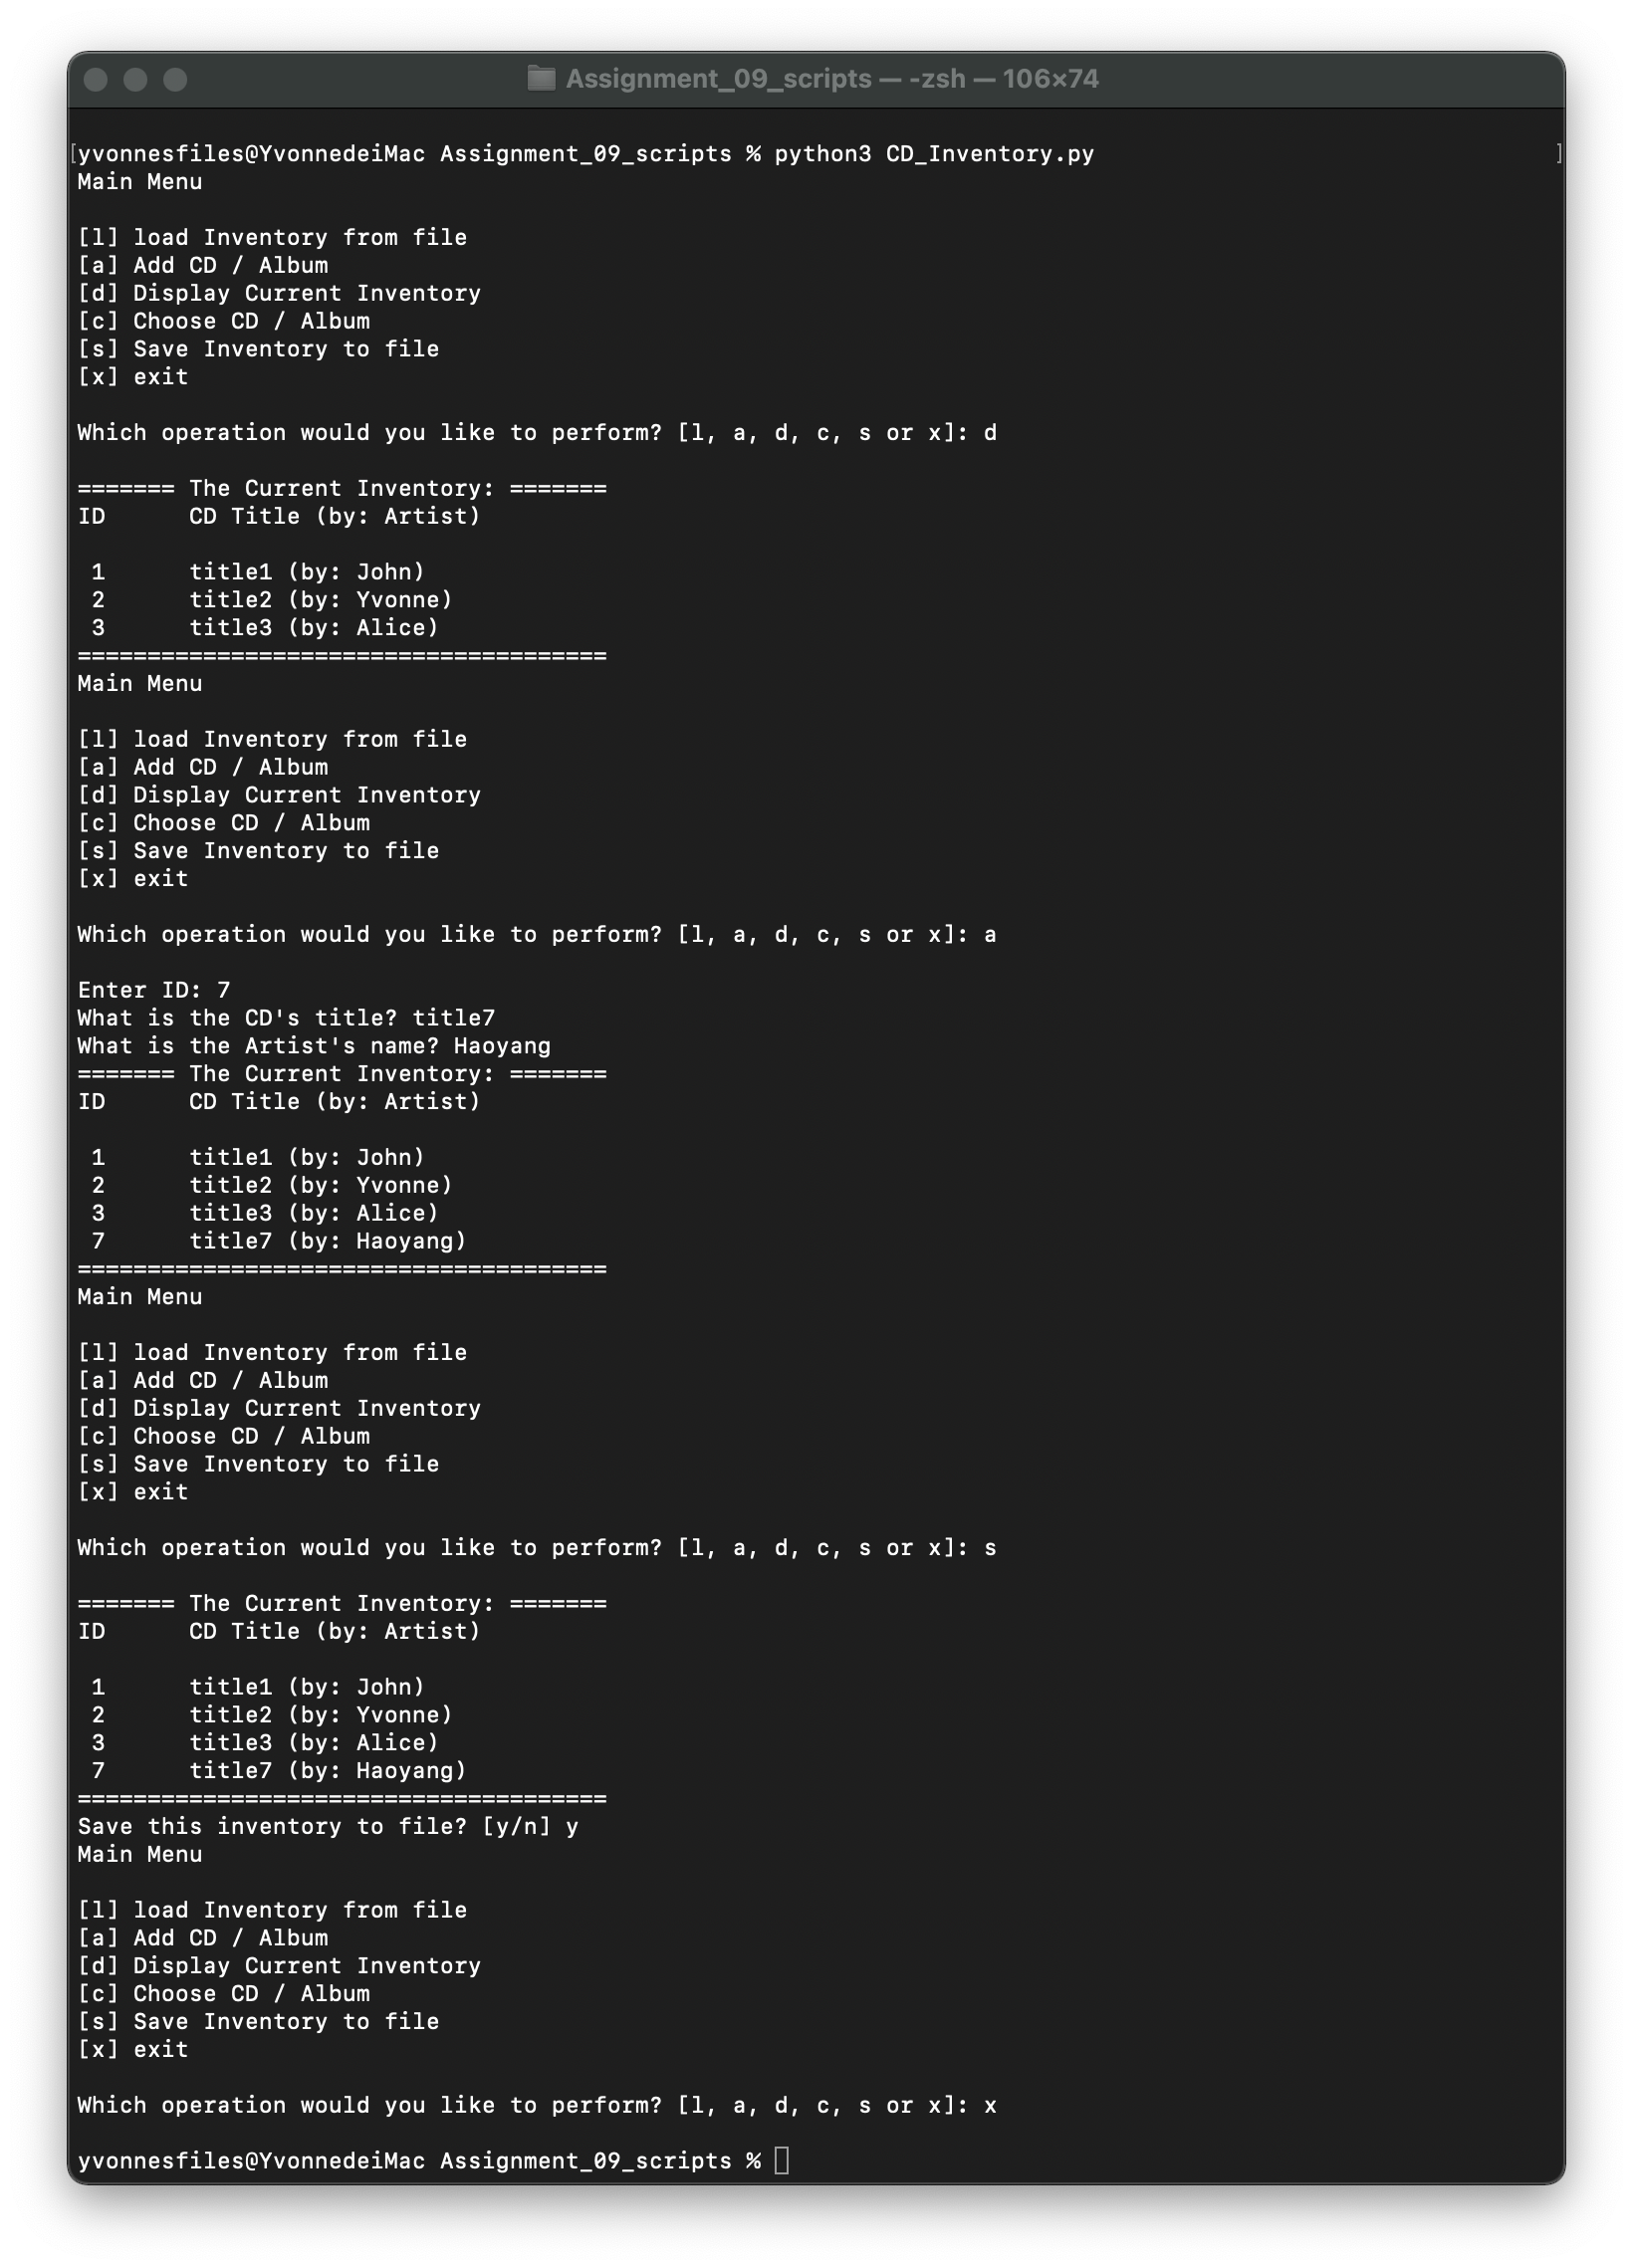 Assignment_09_scripts — -zsh — 106×74
[yvonnesfiles@YvonnedeiMac Assignment_09_scripts % python3 CD_Inventory.py ]
Main Menu
[l] load Inventory from file
[a] Add CD / Album
[d] Display Current Inventory
[c] Choose CD / Album
[s] Save Inventory to file
[x] exit
Which operation would you like to perform? [l, a, d, c, s or x]: d
======= The Current Inventory: =======
ID      CD Title (by: Artist)
 1      title1 (by: John)
 2      title2 (by: Yvonne)
 3      title3 (by: Alice)
======================================
Main Menu
[l] load Inventory from file
[a] Add CD / Album
[d] Display Current Inventory
[c] Choose CD / Album
[s] Save Inventory to file
[x] exit
Which operation would you like to perform? [l, a, d, c, s or x]: a
Enter ID: 7
What is the CD's title? title7
What is the Artist's name? Haoyang
======= The Current Inventory: =======
ID      CD Title (by: Artist)
 1      title1 (by: John)
 2      title2 (by: Yvonne)
 3      title3 (by: Alice)
 7      title7 (by: Haoyang)
======================================
Main Menu
[l] load Inventory from file
[a] Add CD / Album
[d] Display Current Inventory
[c] Choose CD / Album
[s] Save Inventory to file
[x] exit
Which operation would you like to perform? [l, a, d, c, s or x]: s
======= The Current Inventory: =======
ID      CD Title (by: Artist)
 1      title1 (by: John)
 2      title2 (by: Yvonne)
 3      title3 (by: Alice)
 7      title7 (by: Haoyang)
======================================
Save this inventory to file? [y/n] y
Main Menu
[l] load Inventory from file
[a] Add CD / Album
[d] Display Current Inventory
[c] Choose CD / Album
[s] Save Inventory to file
[x] exit
Which operation would you like to perform? [l, a, d, c, s or x]: x
yvonnesfiles@YvonnedeiMac Assignment_09_scripts %